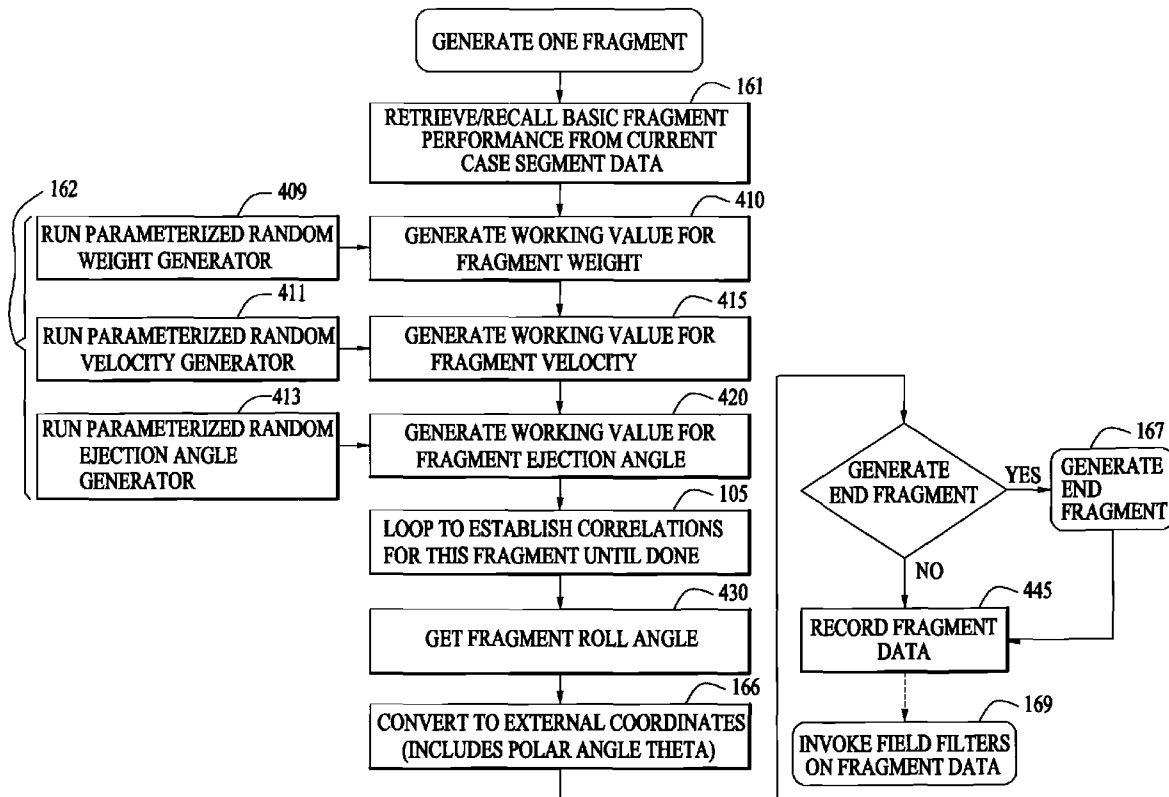 GENERATE ONE FRAGMENT
161
RETRIEVE/RECALL BASIC FRAGMENT
PERFORMANCE FROM CURRENT
CASE SEGMENT DATA
162
409
RUN PARAMETERIZED RANDOM
WEIGHT GENERATOR
410
GENERATE WORKING VALUE FOR
FRAGMENT WEIGHT
411
RUN PARAMETERIZED RANDOM
VELOCITY GENERATOR
415
GENERATE WORKING VALUE FOR
FRAGMENT VELOCITY
413
RUN PARAMETERIZED RANDOM
EJECTION ANGLE
GENERATOR
420
GENERATE WORKING VALUE FOR
FRAGMENT EJECTION ANGLE
105
LOOP TO ESTABLISH CORRELATIONS
FOR THIS FRAGMENT UNTIL DONE
430
GET FRAGMENT ROLL ANGLE
166
CONVERT TO EXTERNAL COORDINATES
(INCLUDES POLAR ANGLE THETA)
GENERATE
END FRAGMENT
YES
167
GENERATE
END
FRAGMENT
NO
445
RECORD FRAGMENT
DATA
169
INVOKE FIELD FILTERS
ON FRAGMENT DATA